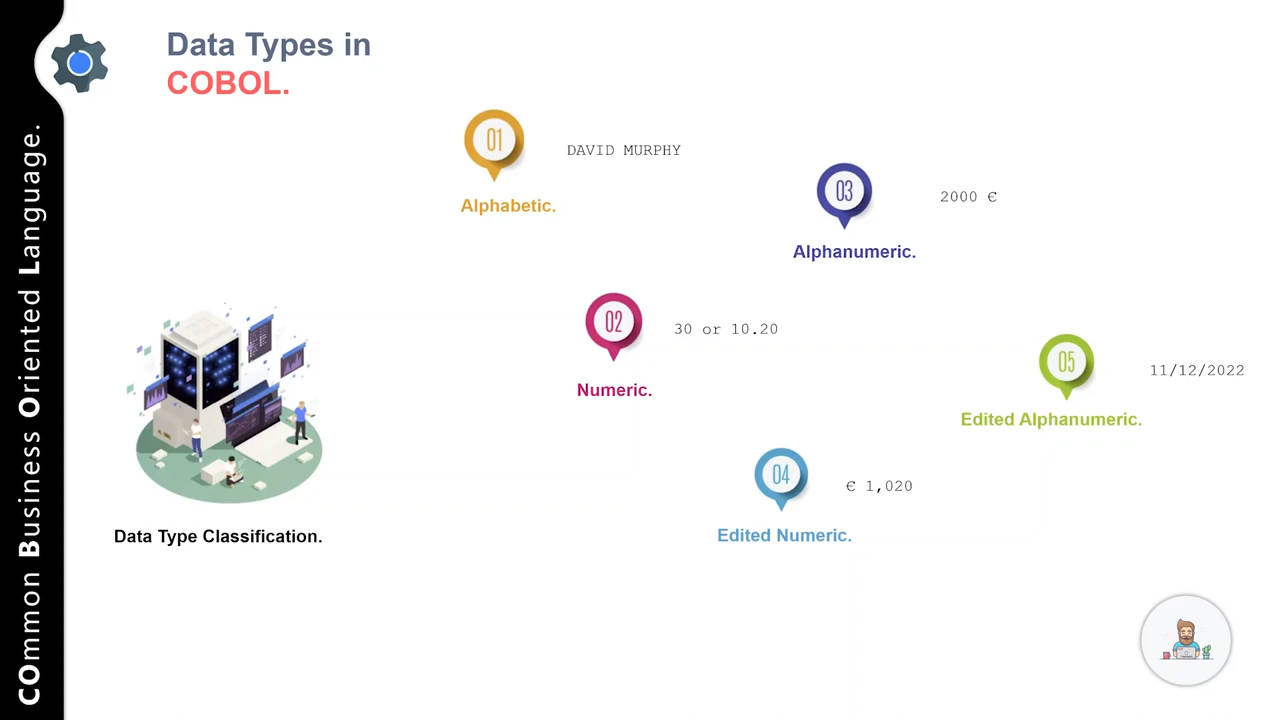 COmmon Business Oriented Language.
Data Types in
COBOL.
01
DAVID MURPHY
Alphabetic.
03
2000 €
Alphanumeric.
02
30 or 10.20
Numeric.
05
11/12/2022
Edited Alphanumeric.
04
€ 1,020
Edited Numeric.
Data Type Classification.